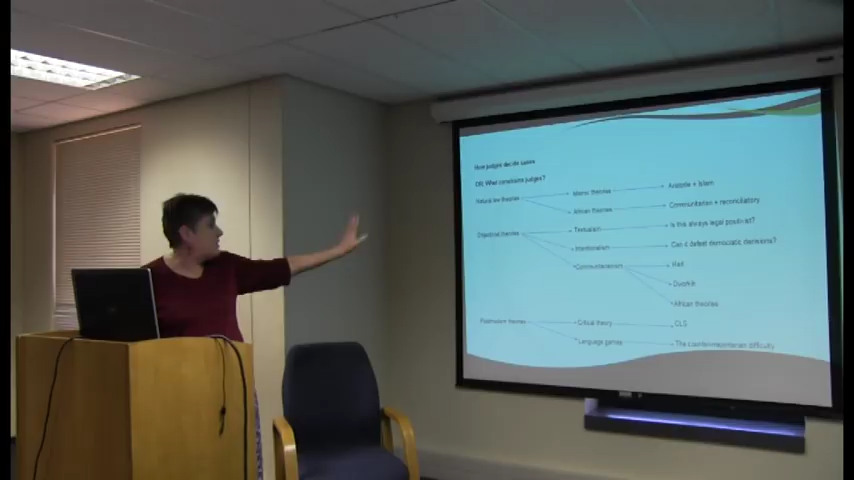 How judges decide cases
OR: What constrains judges?
Natural law theories Islamic theories Aristotle + Islam
African theories Communitarian + reconciliatory
Objectivist theories Textualism Is this always legal positivist?
Intentionalism Can it defeat democratic decisions?
Communitarianism
Dworkin
African theories
Postmodern theories Critical theory CLS
Language games The counter-majoritarian difficulty